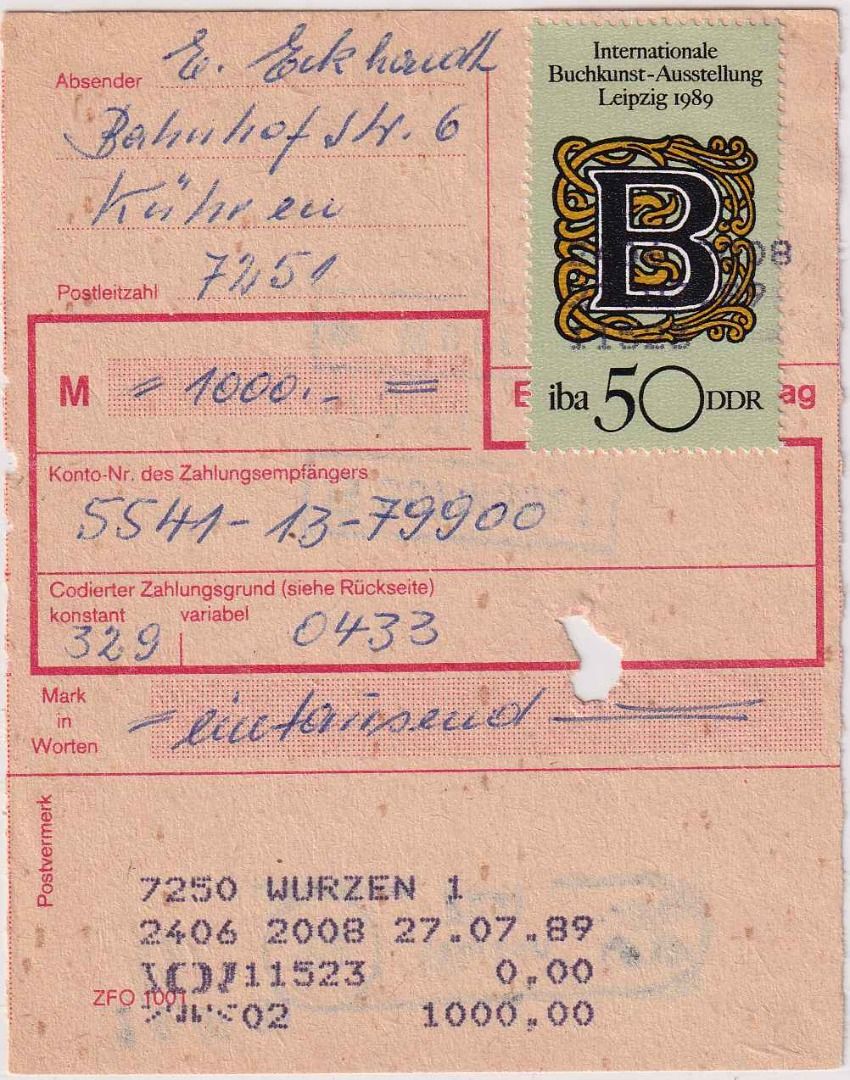 Absender E. Eckhardt
Bahnhofstr. 6
Kühren
Postleitzahl 7251
Internationale
Buchkunst-Ausstellung
Leipzig 1989
B
iba 50 DDR
08
M = 1000.- =
E ag
Konto-Nr. des Zahlungsempfängers
5541-13-79900
Codierter Zahlungsgrund (siehe Rückseite)
konstant variabel
329 0433
Mark
in
Worten
= eintausend =
Postvermerk
7250 WURZEN 1
2406 2008 27.07.89
11523 0.00
ZFO 1001
02 1000.00